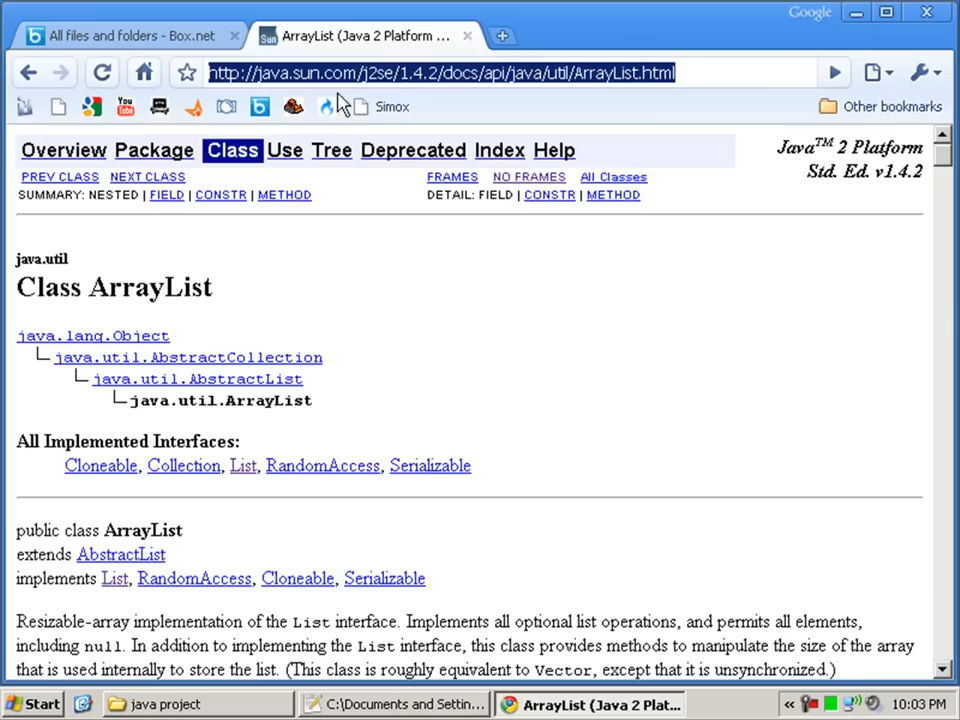 Google
All files and folders - Box.net
Sun ArrayList (Java 2 Platform ...
http://java.sun.com/j2se/1.4.2/docs/api/java/util/ArrayList.html
You Tube
Simox
Other bookmarks
Overview Package Class Use Tree Deprecated Index Help
Java™ 2 Platform
Std. Ed. v1.4.2
PREV CLASS NEXT CLASS
FRAMES NO FRAMES All Classes
SUMMARY: NESTED | FIELD | CONSTR | METHOD
DETAIL: FIELD | CONSTR | METHOD
java.util
Class ArrayList
java.lang.Object
java.util.AbstractCollection
java.util.AbstractList
java.util.ArrayList
All Implemented Interfaces:
Cloneable, Collection, List, RandomAccess, Serializable
public class ArrayList
extends AbstractList
implements List, RandomAccess, Cloneable, Serializable
Resizable-array implementation of the List interface. Implements all optional list operations, and permits all elements,
including null. In addition to implementing the List interface, this class provides methods to manipulate the size of the array
that is used internally to store the list. (This class is roughly equivalent to Vector, except that it is unsynchronized.)
Start
java project
C:\Documents and Settin...
ArrayList (Java 2 Plat...
10:03 PM